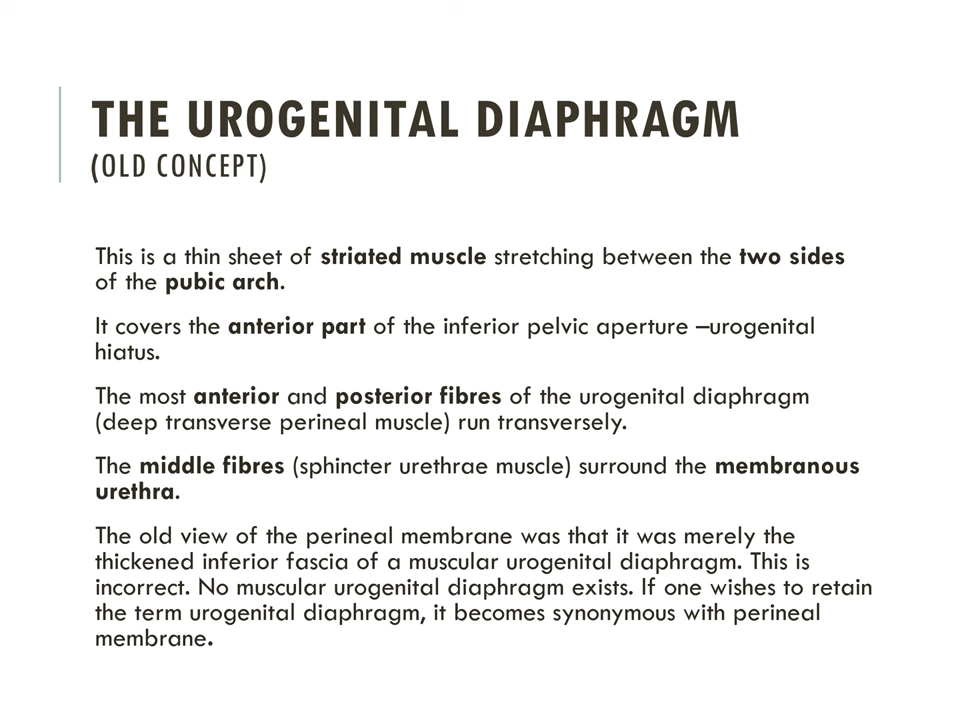 THE UROGENITAL DIAPHRAGM
(OLD CONCEPT)
This is a thin sheet of striated muscle stretching between the two sides
of the pubic arch.
It covers the anterior part of the inferior pelvic aperture –urogenital
hiatus.
The most anterior and posterior fibres of the urogenital diaphragm
(deep transverse perineal muscle) run transversely.
The middle fibres (sphincter urethrae muscle) surround the membranous
urethra.
The old view of the perineal membrane was that it was merely the
thickened inferior fascia of a muscular urogenital diaphragm. This is
incorrect. No muscular urogenital diaphragm exists. If one wishes to retain
the term urogenital diaphragm, it becomes synonymous with perineal
membrane.